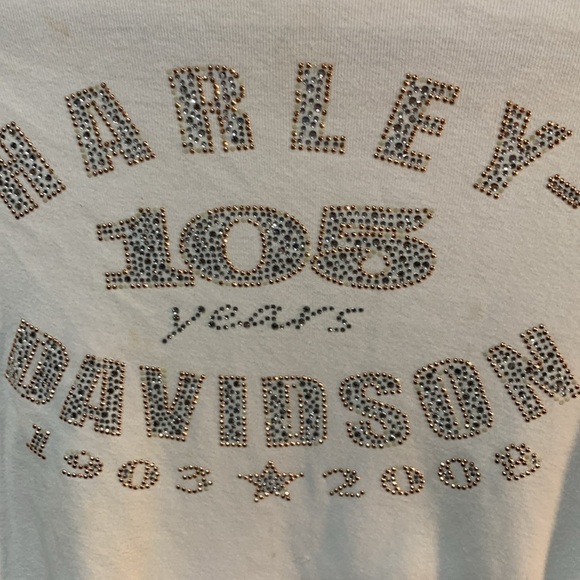 HARLEY-
105
years
DAVIDSON
1903 ★ 2008